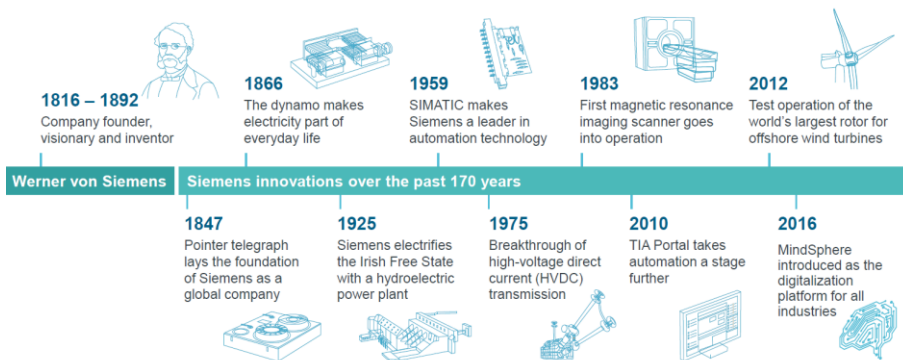 1816 – 1892
Company founder,
visionary and inventor
1866
The dynamo makes
electricity part of
everyday life
1959
SIMATIC makes
Siemens a leader in
automation technology
1983
First magnetic resonance
imaging scanner goes
into operation
2012
Test operation of the
world's largest rotor for
offshore wind turbines
Werner von Siemens
Siemens innovations over the past 170 years
1847
Pointer telegraph
lays the foundation
of Siemens as a
global company
1925
Siemens electrifies
the Irish Free State
with a hydroelectric
power plant
1975
Breakthrough of
high-voltage direct
current (HVDC)
transmission
2010
TIA Portal takes
automation a stage
further
2016
MindSphere
introduced as the
digitalization
platform for all
industries